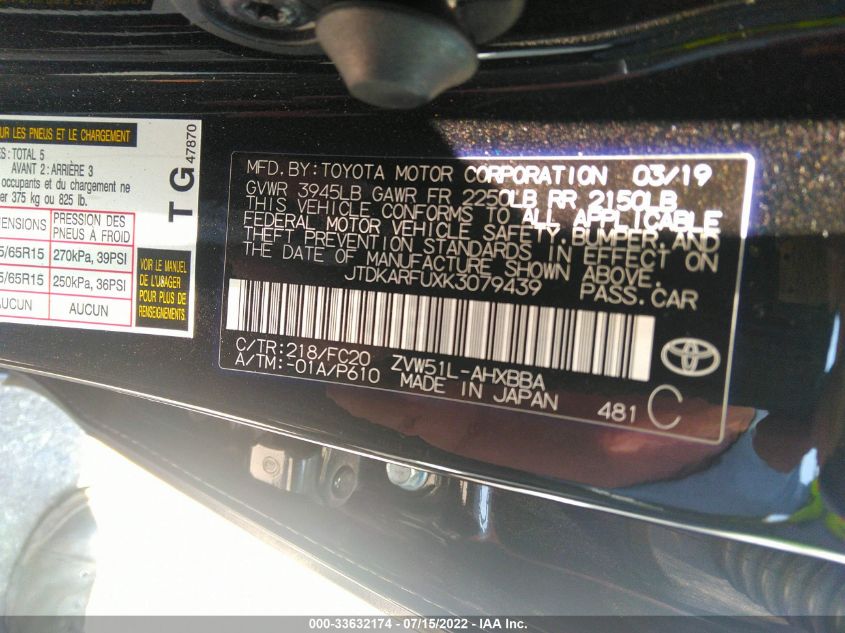 UR LES PNEUS ET LE CHARGEMENT
S: TOTAL 5
AVANT 2: ARRIÈRE 3
occupants et du chargement ne
er 375 kg ou 825 lb.
ENSIONS PRESSION DES PNEUS À FROID
5/65R15 270kPa, 39PSI
5/65R15 250kPa, 36PSI
AUCUN AUCUN
VOIR LE MANUEL
DE L'USAGER
POUR PLUS DE
RENSEIGNEMENTS.
TG 47870
MFD.BY:TOYOTA MOTOR CORPORATION 03/19
GVWR 3945LB GAWR FR 2250LB RR 2150LB
THIS VEHICLE CONFORMS TO ALL APPLICABLE
FEDERAL MOTOR VEHICLE SAFETY, BUMPER, AND
THEFT PREVENTION STANDARDS IN EFFECT ON
THE DATE OF MANUFACTURE SHOWN ABOVE.
JTDKARFUXK3079439 PASS.CAR
C/TR:218/FC20 ZVW51L-AHXBBA
A/TM:-01A/P610 MADE IN JAPAN
481 C
000-33632174 - 07/15/2022 - IAAI Inc.